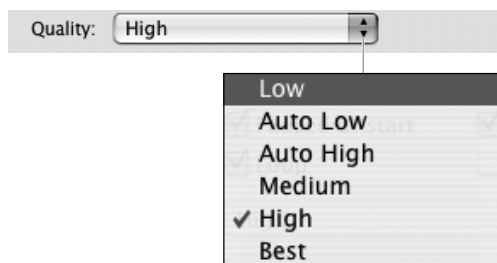 Quality: High
Low
Auto Low
Auto High
Medium
✓ High
Best